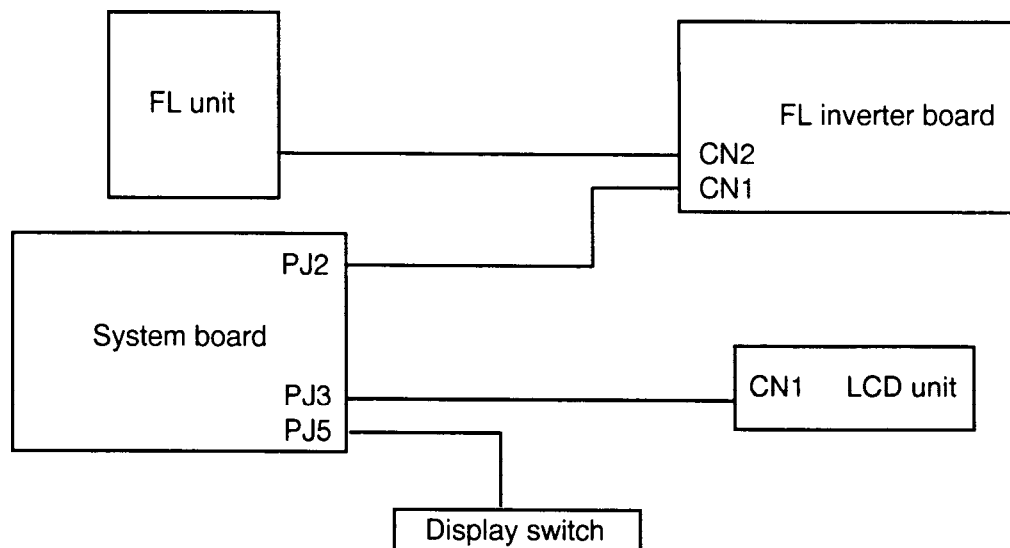 FL unit
FL inverter board
CN2
CN1
PJ2
System board
PJ3
PJ5
CN1 LCD unit
Display switch